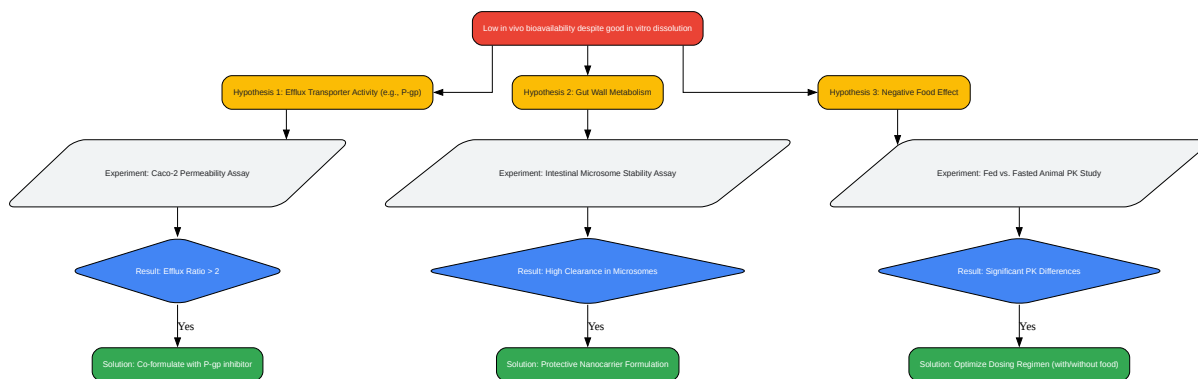 Low in vivo bioavailability despite good in vitro dissolution
Hypothesis 1: Efflux Transporter Activity (e.g., P-gp)
Hypothesis 2: Gut Wall Metabolism
Hypothesis 3: Negative Food Effect
Experiment: Caco-2 Permeability Assay
Experiment: Intestinal Microsome Stability Assay
Experiment: Fed vs. Fasted Animal PK Study
Result: Efflux Ratio > 2
Result: High Clearance in Microsomes
Result: Significant PK Differences
Yes
Yes
Yes
Solution: Co-formulate with P-gp inhibitor
Solution: Protective Nanocarrier Formulation
Solution: Optimize Dosing Regimen (with/without food)